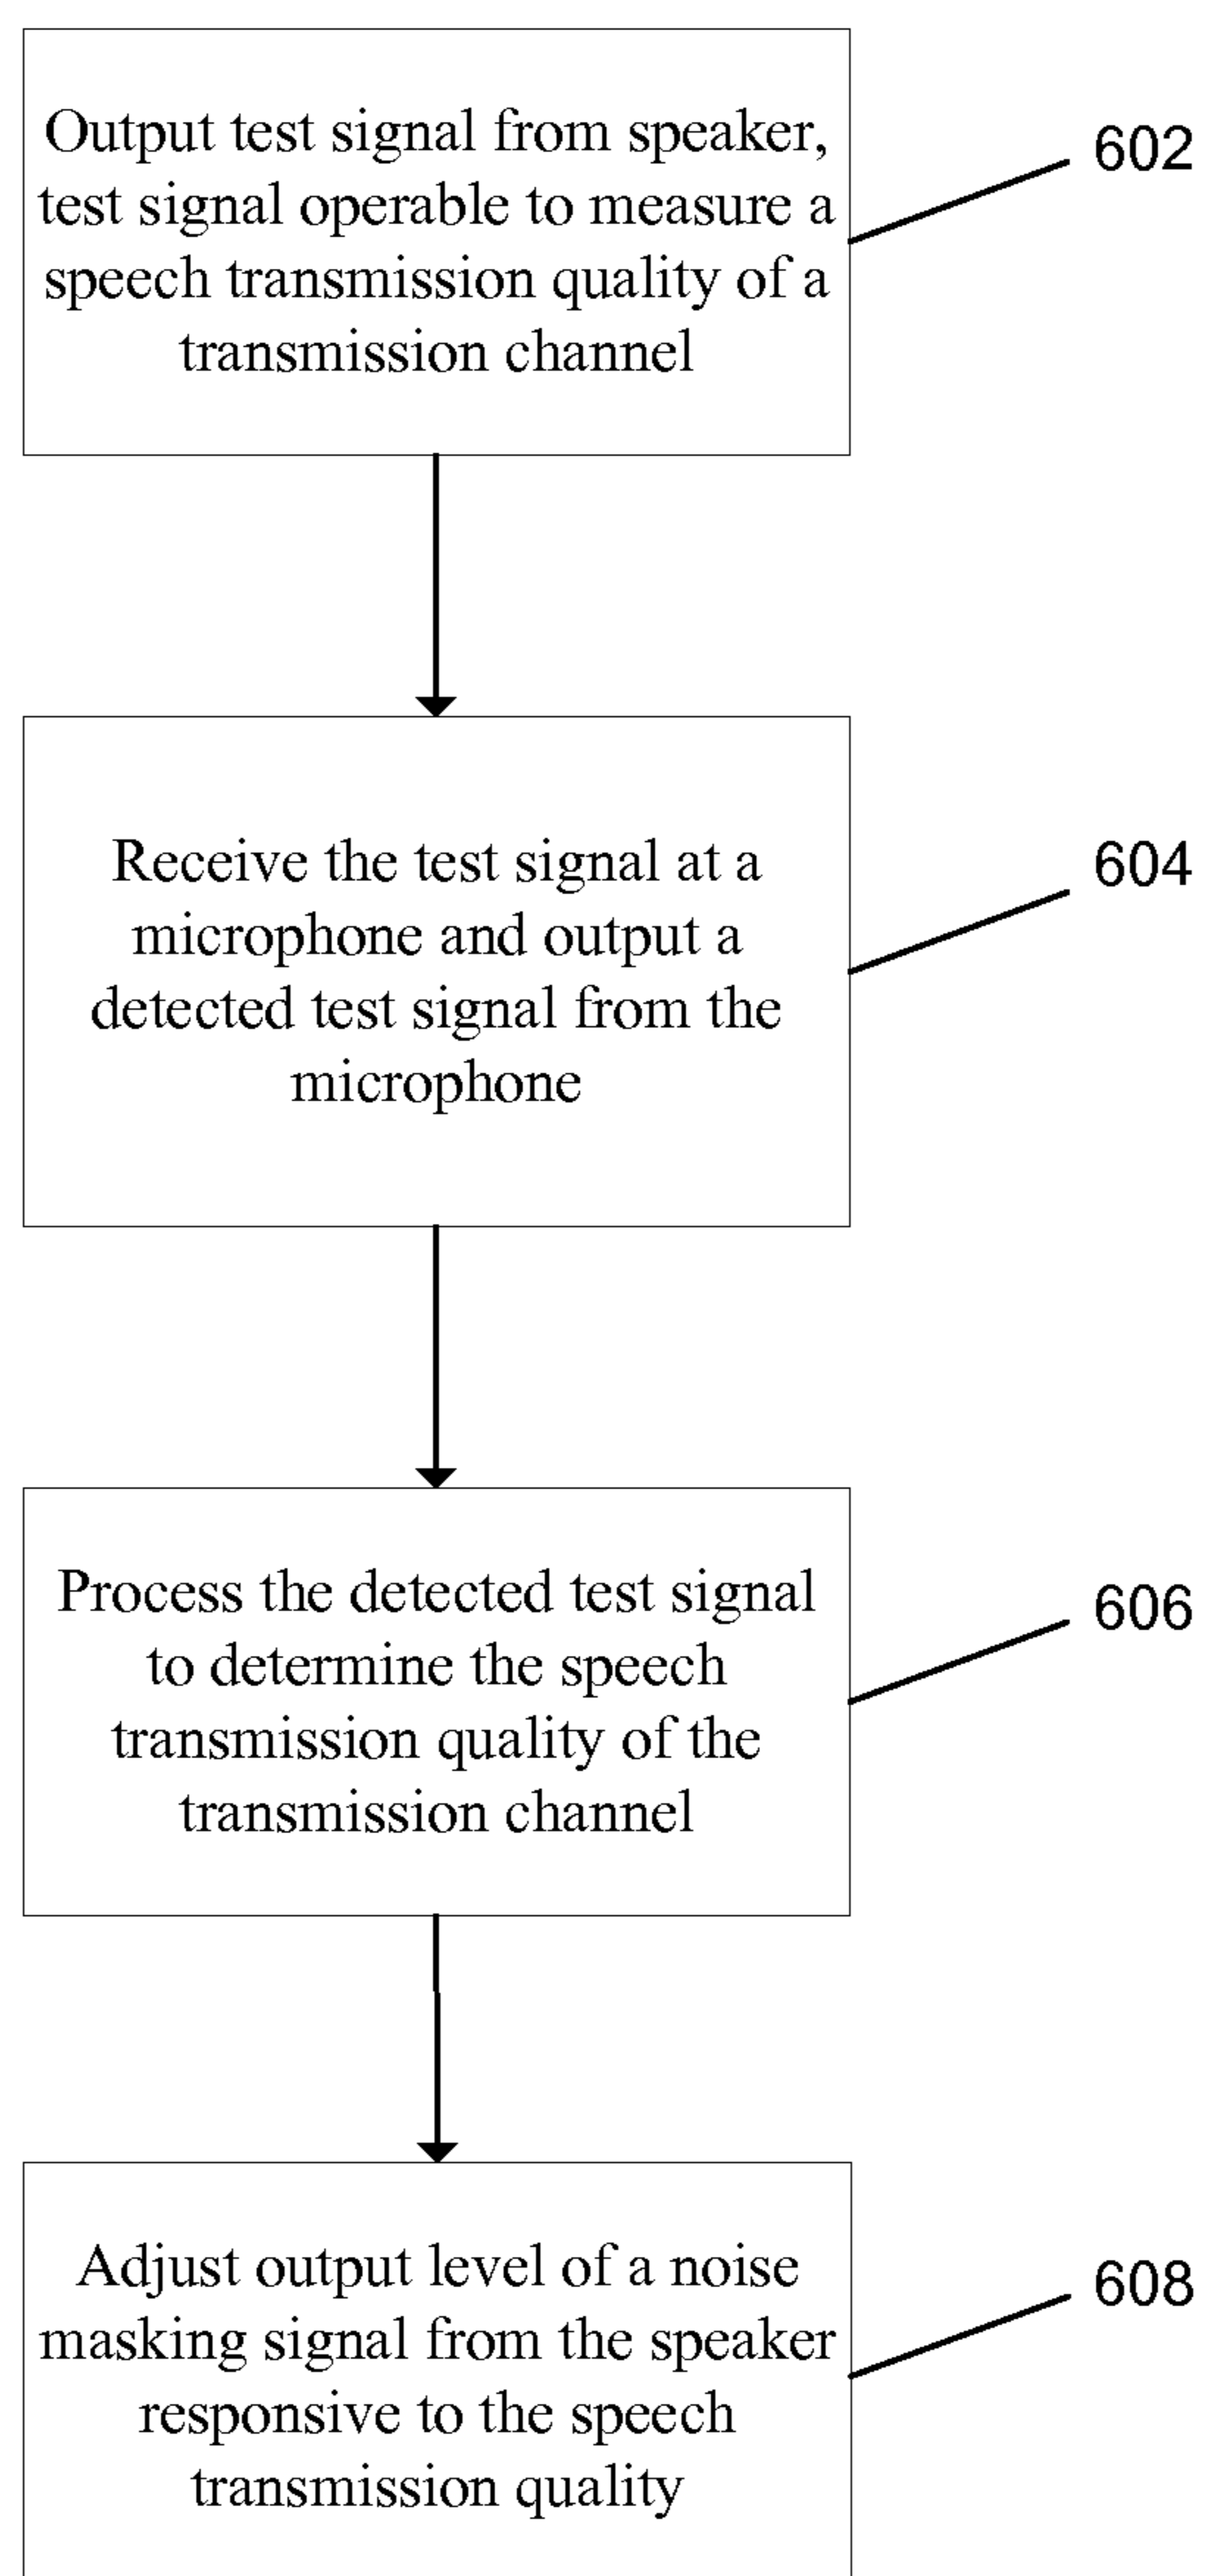 Output test signal from speaker,
test signal operable to measure a
speech transmission quality of a
transmission channel
602
Receive the test signal at a
microphone and output a
detected test signal from the
microphone
604
Process the detected test signal
to determine the speech
transmission quality of the
transmission channel
606
Adjust output level of a noise
masking signal from the speaker
responsive to the speech
transmission quality
608